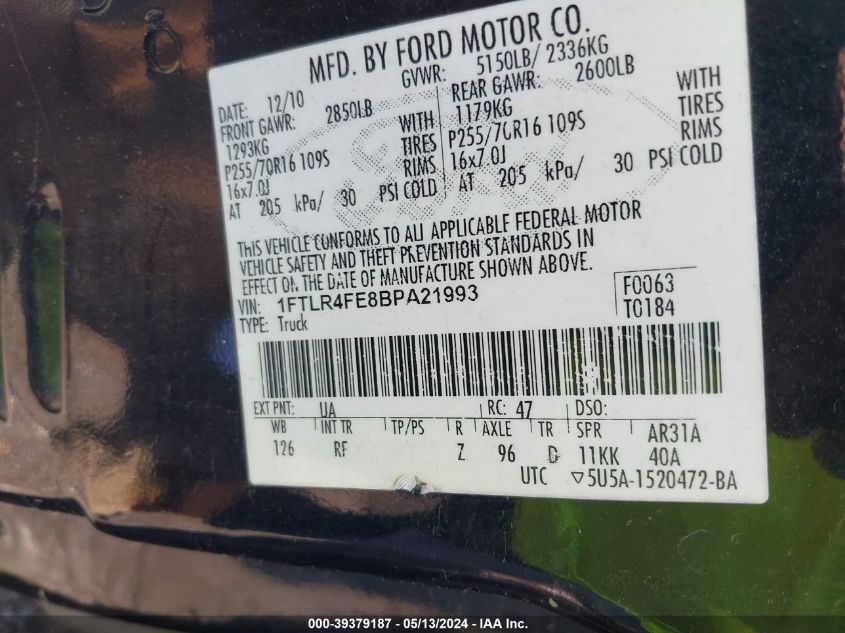 MFD. BY FORD MOTOR CO.
DATE: 12/10 GVWR: 5150LB/ 2336KG
FRONT GAWR: 2850LB REAR GAWR: 2600LB
1293KG WITH 1179KG WITH
P255/70R16 109S TIRES P255/70R16 109S TIRES
16x7.0J RIMS 16x7.0J RIMS
AT 205 kPa/ 30 PSI COLD AT 205 kPa/ 30 PSI COLD
THIS VEHICLE CONFORMS TO ALL APPLICABLE FEDERAL MOTOR
VEHICLE SAFETY AND THEFT PREVENTION STANDARDS IN
EFFECT ON THE DATE OF MANUFACTURE SHOWN ABOVE.
VIN: 1FTLR4FE8BPA21993 F0063
TYPE: Truck T0184
EXT PNT: UA RC: 47 DSO:
WB INT TR TP/PS R AXLE TR SPR AR31A
126 RF Z 96 D 11KK 40A
UTC ▽5U5A-1520472-BA
000-39379187 - 05/13/2024 - IAA Inc.